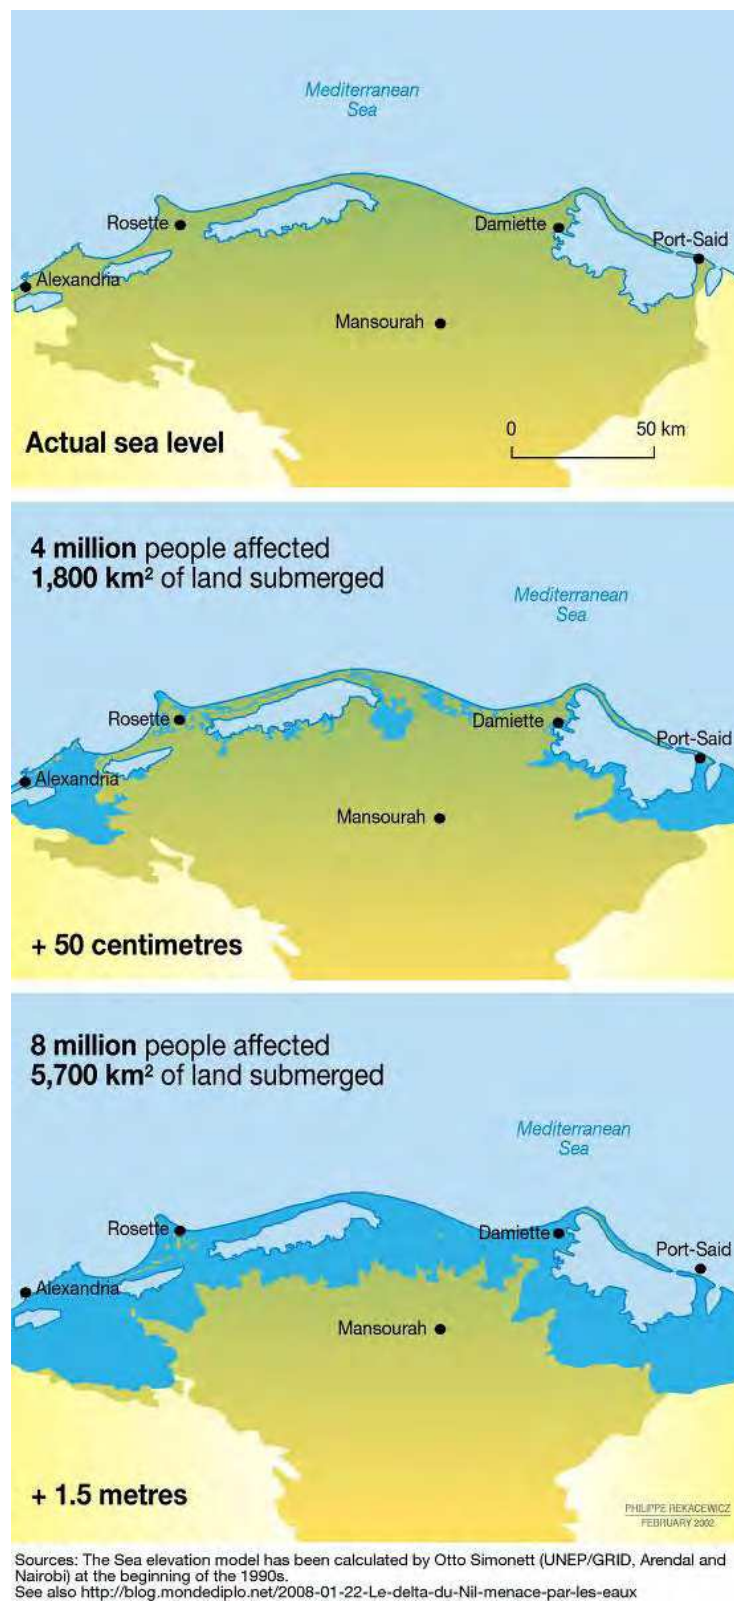 Mediterranean
Sea
Rosette
Damiette
Port-Said
Alexandria
Mansourah
Actual sea level
0 50 km
4 million people affected
1,800 km² of land submerged
Mediterranean
Sea
Rosette
Damiette
Port-Said
Alexandria
Mansourah
+ 50 centimetres
8 million people affected
5,700 km² of land submerged
Mediterranean
Sea
Rosette
Damiette
Port-Said
Alexandria
Mansourah
+ 1.5 metres
PHILIPPE REKACEWICZ
FEBRUARY 2002
Sources: The Sea elevation model has been calculated by Otto Simonett (UNEP/GRID, Arendal and
Nairobi) at the beginning of the 1990s.
See also http://blog.mondediplo.net/2008-01-22-Le-delta-du-Nil-menace-par-les-eaux